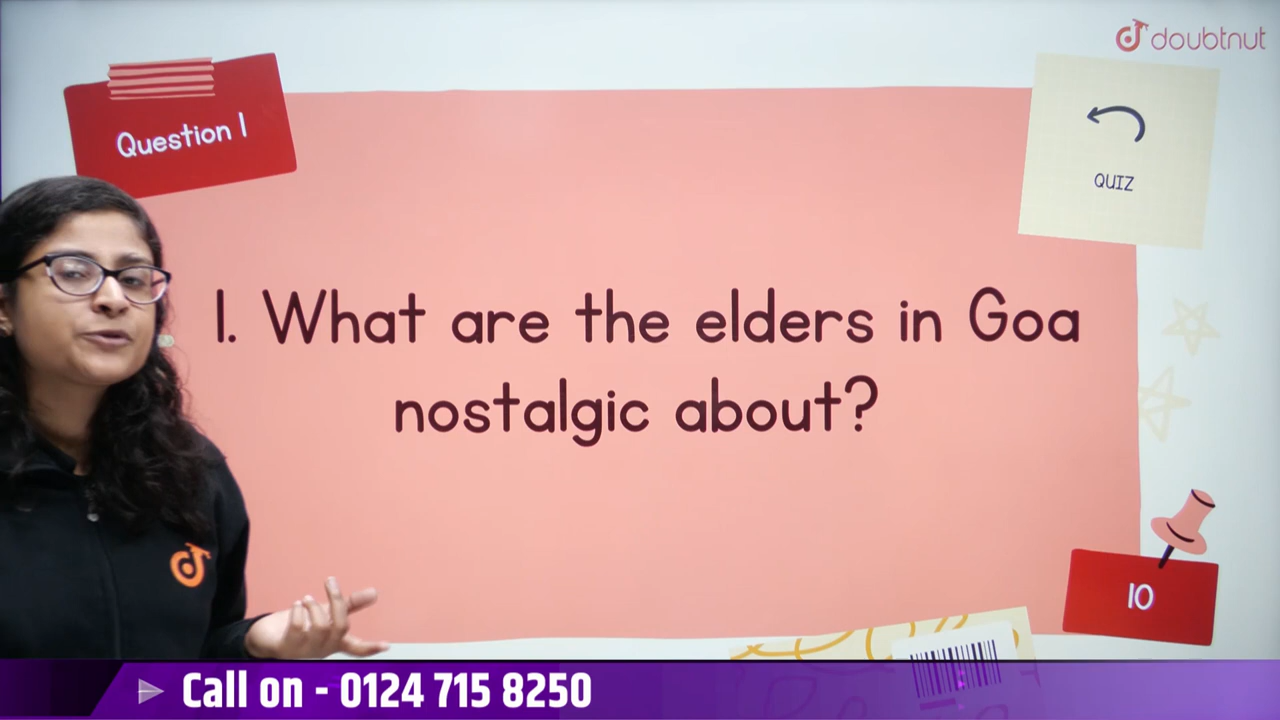 doubtnut
Question 1
QUIZ
1. What are the elders in Goa
nostalgic about?
10
Call on - 0124 715 8250